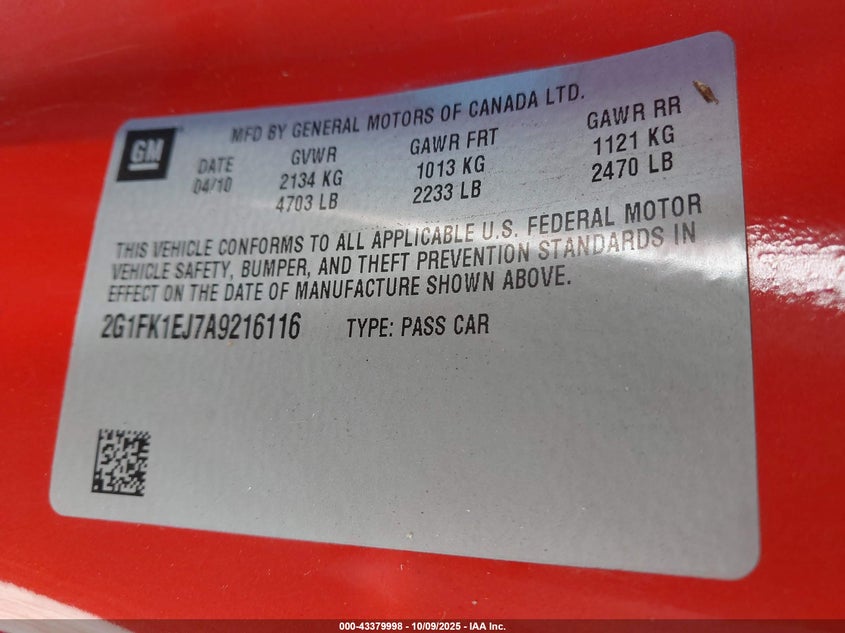 GM
MFD BY GENERAL MOTORS OF CANADA LTD.
DATE GVWR GAWR FRT GAWR RR
04/10 2134 KG 1013 KG 1121 KG
4703 LB 2233 LB 2470 LB
THIS VEHICLE CONFORMS TO ALL APPLICABLE U.S. FEDERAL MOTOR
VEHICLE SAFETY, BUMPER, AND THEFT PREVENTION STANDARDS IN
EFFECT ON THE DATE OF MANUFACTURE SHOWN ABOVE.
2G1FK1EJ7A9216116 TYPE: PASS CAR
000-43379998 - 10/09/2025 - IAA Inc.